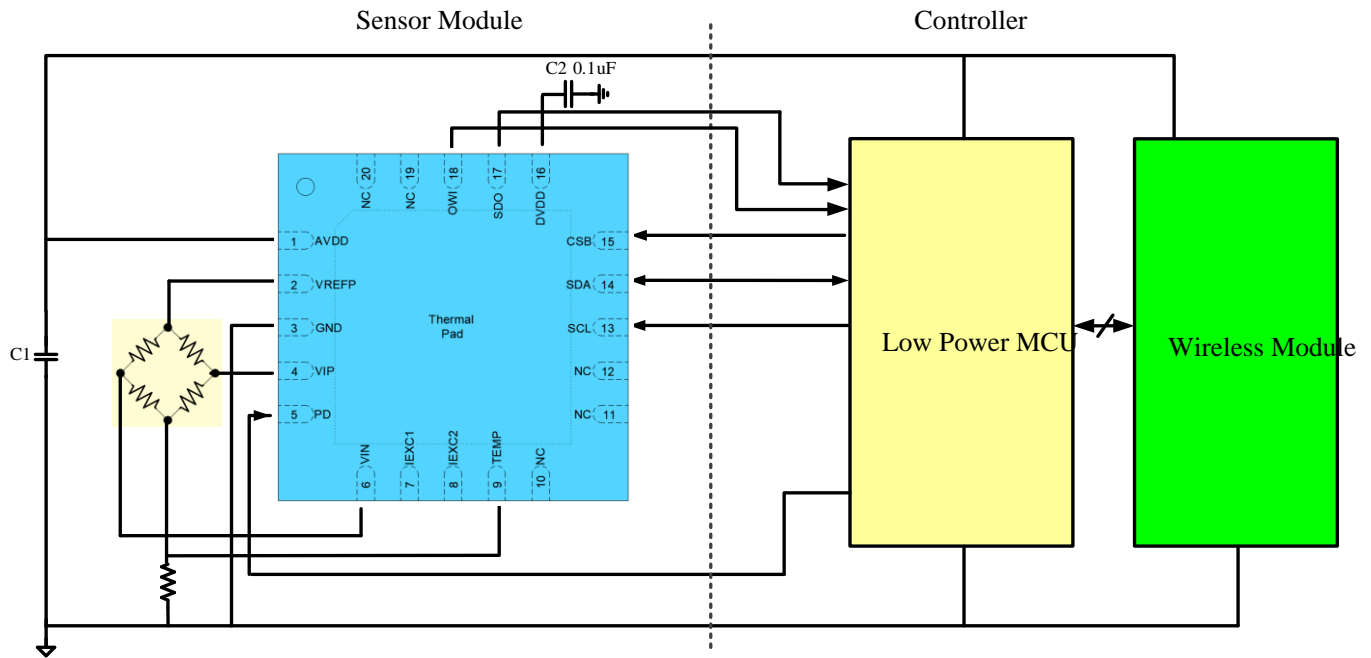 Sensor Module
Controller
C2 0.1uF
20
19
18
17
16
NC
NC
OWI
SDO
DVDD
1 AVDD
CSB 15
2 VREFP
SDA 14
Thermal
Pad
3 GND
SCL 13
C1
4 VIP
NC 12
5 PD
NC 11
Low Power MCU
Wireless Module
VIN
IEXC1
IEXC2
TEMP
NC
6
7
8
9
10